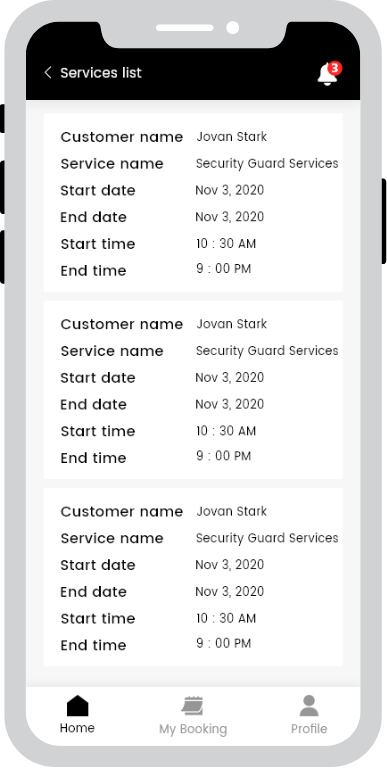 Services list
3
Customer name Jovan Stark
Service name Security Guard Services
Start date Nov 3, 2020
End date Nov 3, 2020
Start time 10 : 30 AM
End time 9 : 00 PM
Customer name Jovan Stark
Service name Security Guard Services
Start date Nov 3, 2020
End date Nov 3, 2020
Start time 10 : 30 AM
End time 9 : 00 PM
Customer name Jovan Stark
Service name Security Guard Services
Start date Nov 3, 2020
End date Nov 3, 2020
Start time 10 : 30 AM
End time 9 : 00 PM
Home My Booking Profile